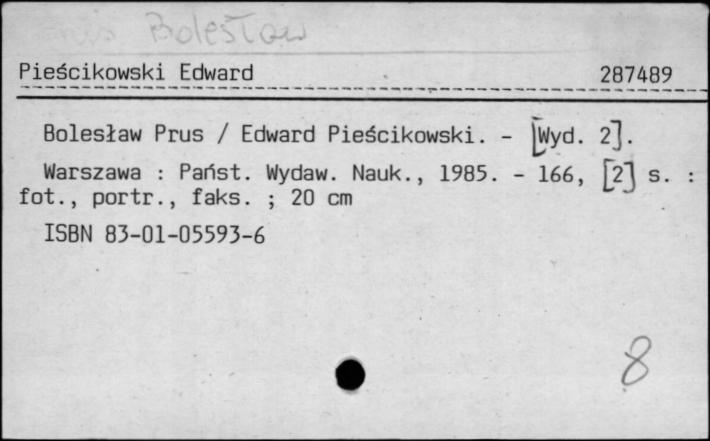 Prus Bolesław
Pieścikowski Edward 287489
Bolesław Prus / Edward Pieścikowski. - [Wyd. 2].
Warszawa : Państ. Wydaw. Nauk., 1985. - 166, [2] s. :
fot., portr., faks. ; 20 cm
ISBN 83-01-05593-6
8